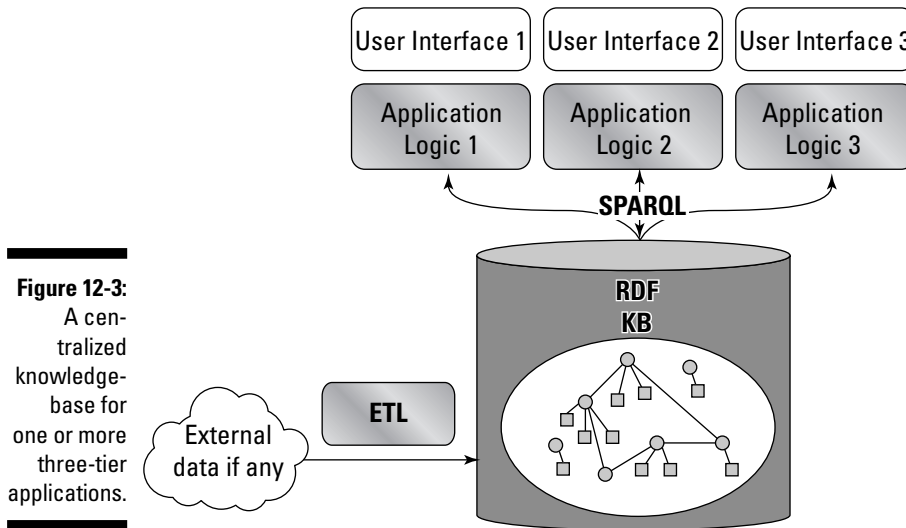 User Interface 1
User Interface 2
User Interface 3
Application
Logic 1
Application
Logic 2
Application
Logic 3
SPARQL
RDF
KB
ETL
External
data if any
Figure 12-3:
A cen-
tralized
knowledge-
base for
one or more
three-tier
applications.